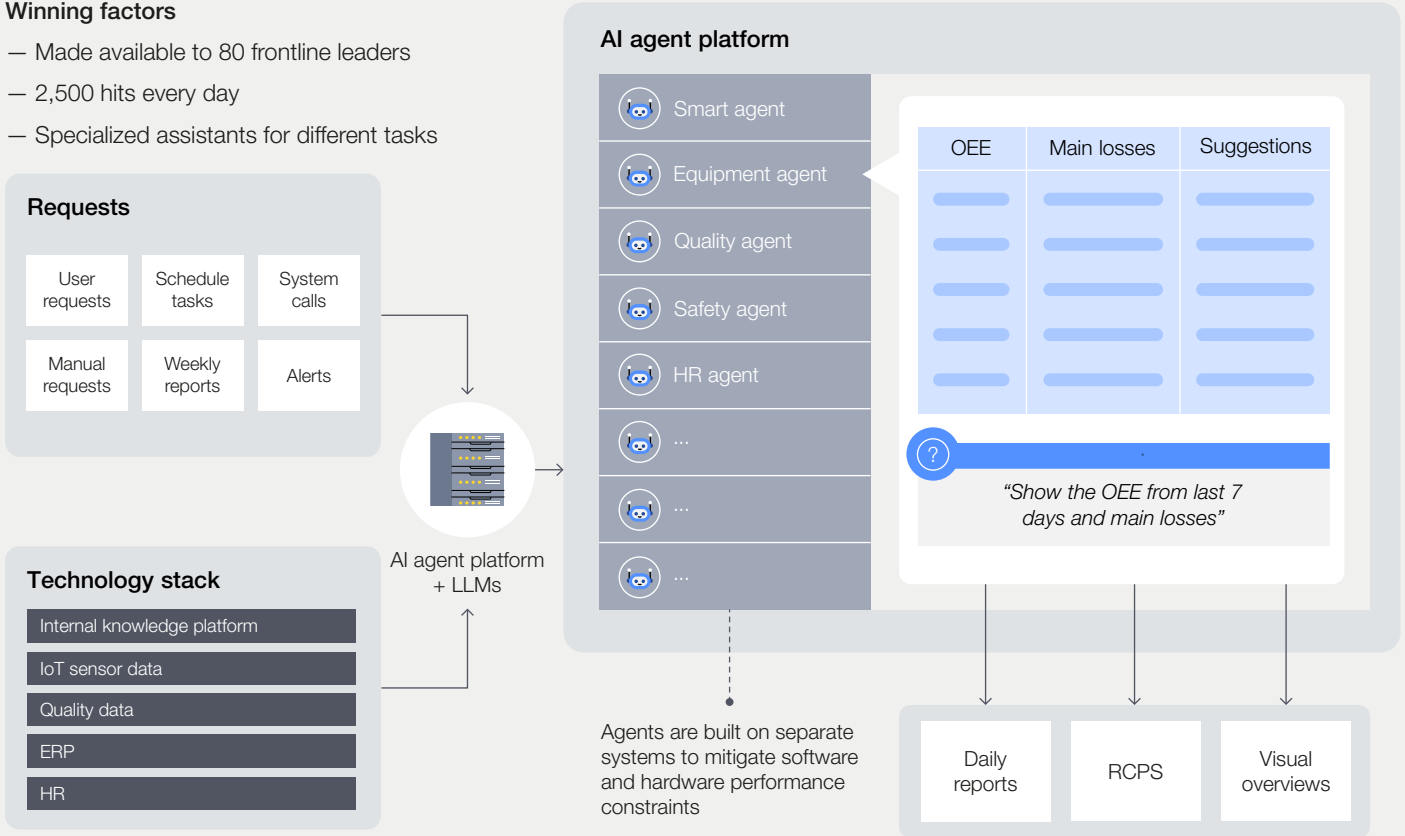 Winning factors
— Made available to 80 frontline leaders
— 2,500 hits every day
— Specialized assistants for different tasks
Requests
User
requests
Schedule
tasks
System
calls
Manual
requests
Weekly
reports
Alerts
Technology stack
Internal knowledge platform
IoT sensor data
Quality data
ERP
HR
AI agent platform
+ LLMs
AI agent platform
Smart agent
Equipment agent
Quality agent
Safety agent
HR agent
...
...
...
OEE
Main losses
Suggestions
?
“Show the OEE from last 7
days and main losses”
Agents are built on separate
systems to mitigate software
and hardware performance
constraints
Daily
reports
RCPS
Visual
overviews